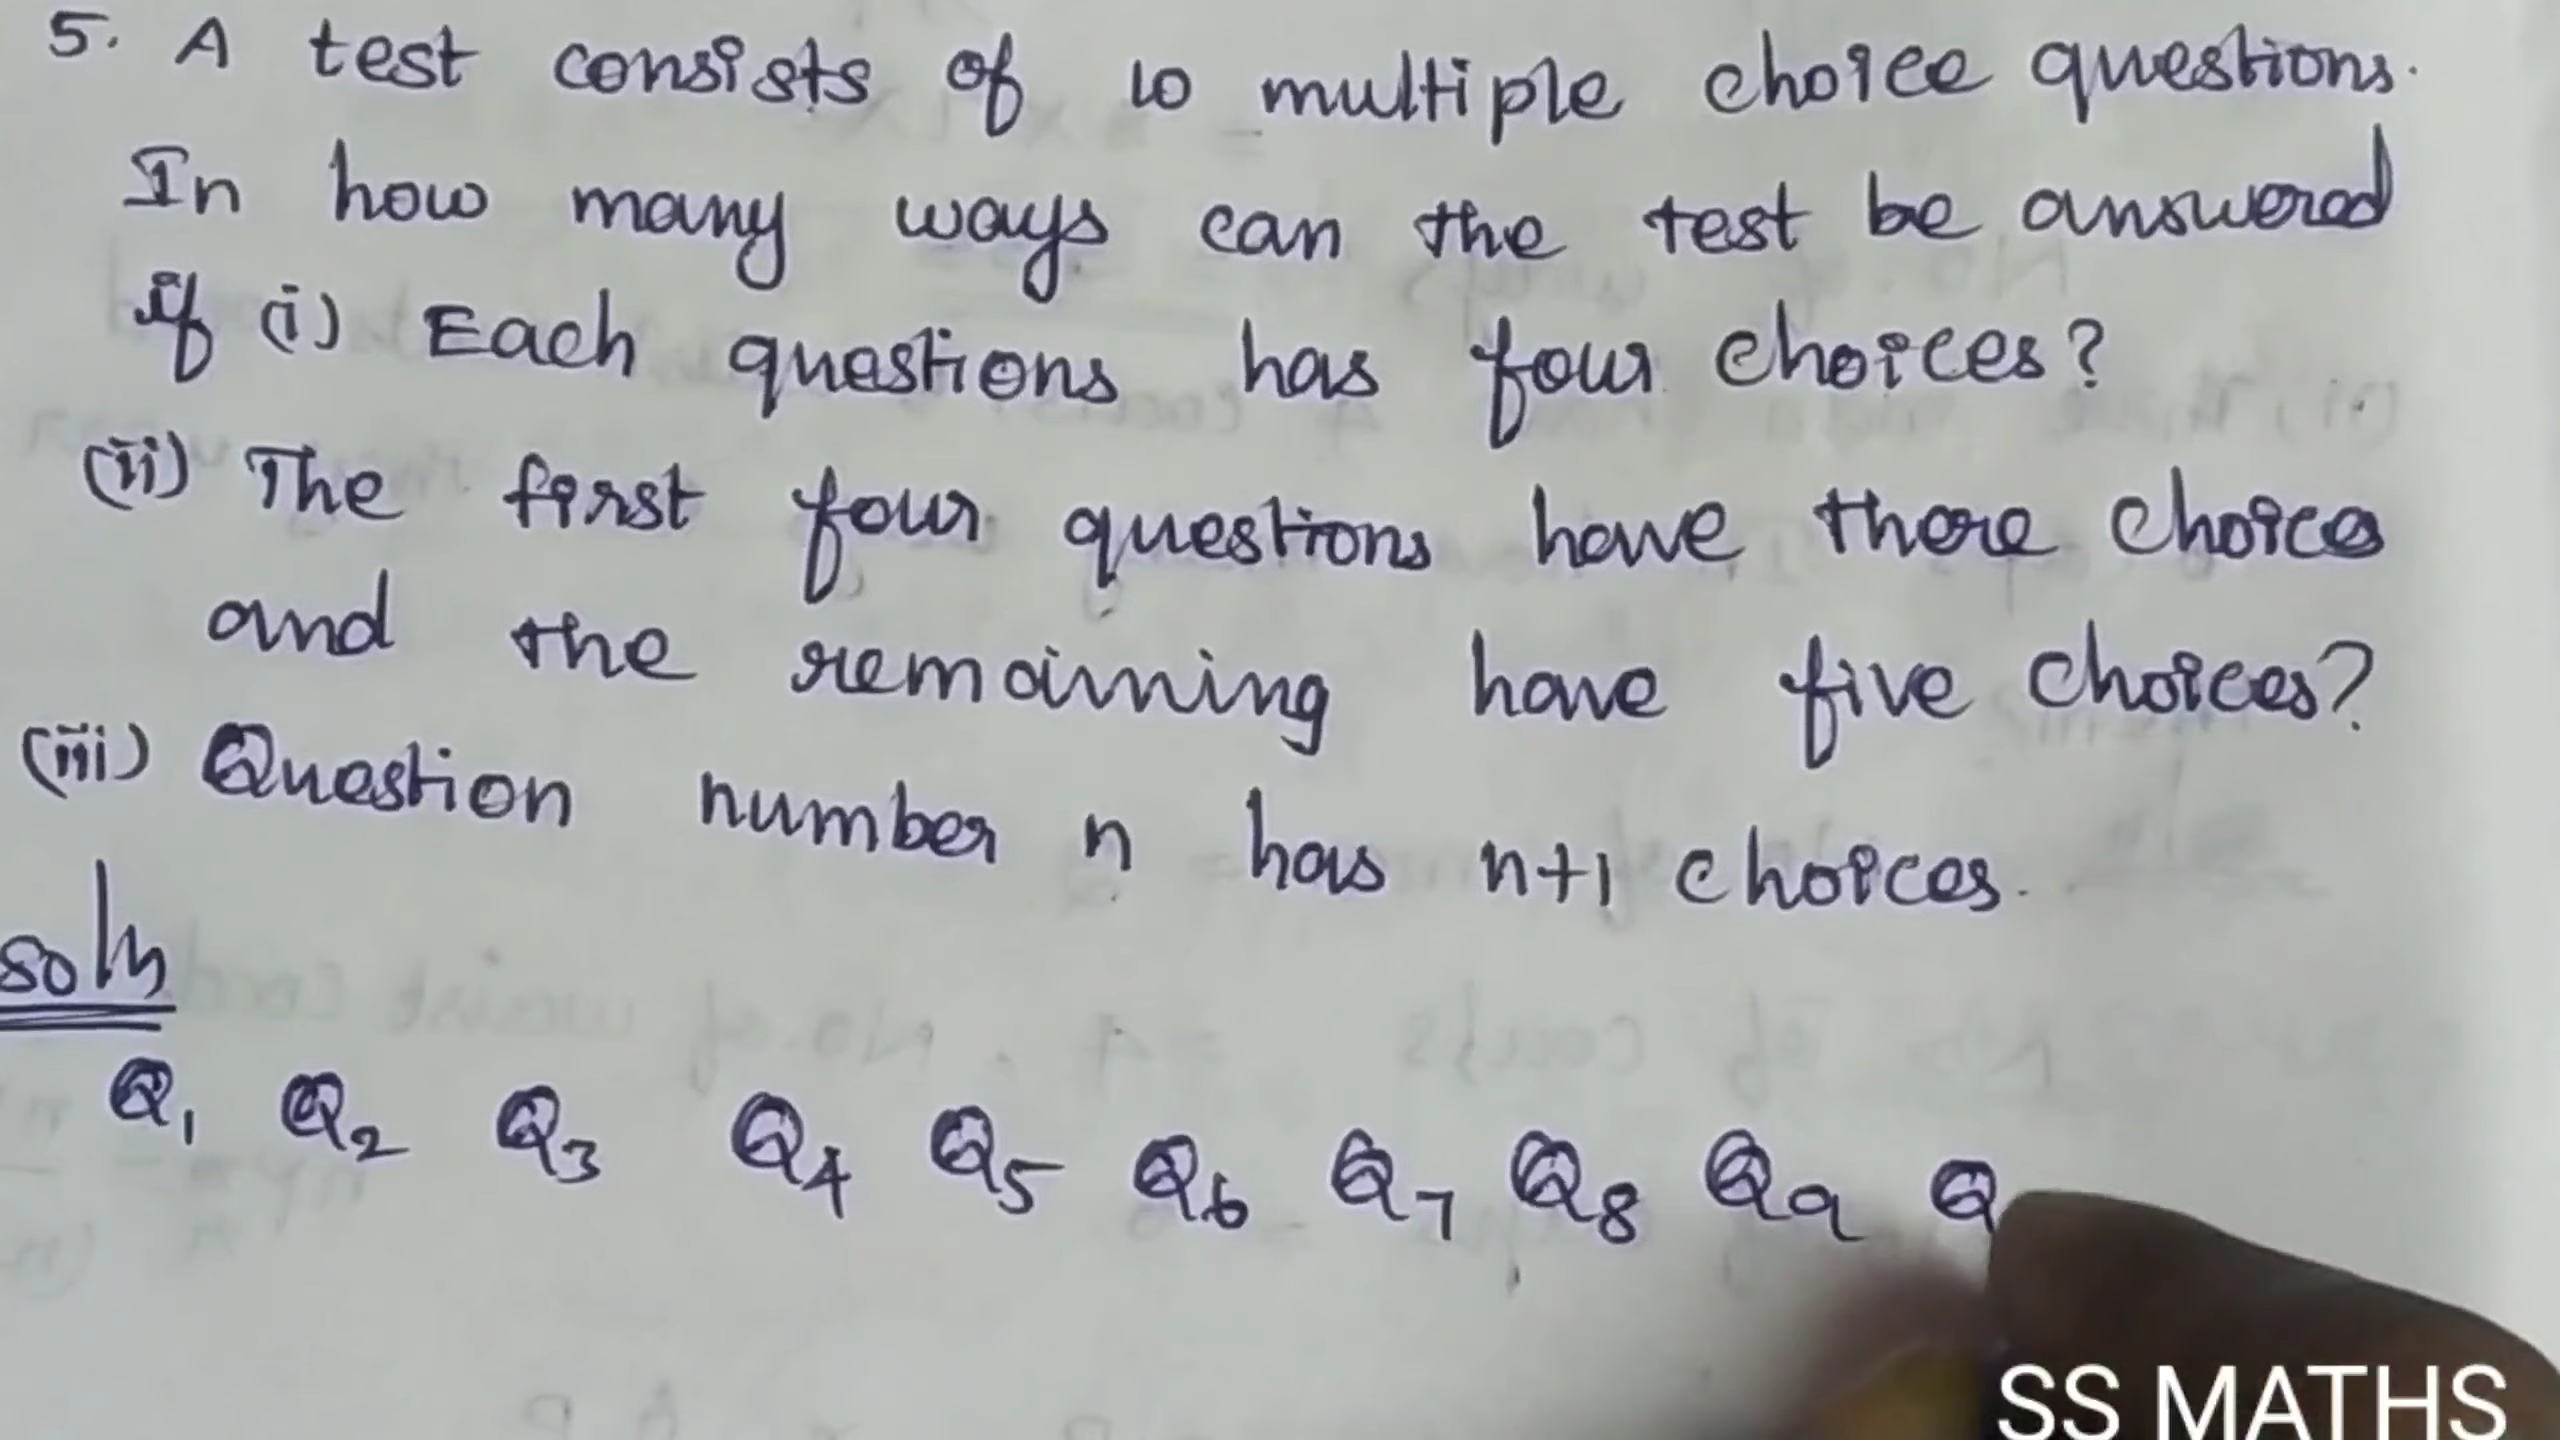 5. A test consists of 10 multiple choice questions.
In how many ways can the test be answered
if (i) Each questions has four choices?
(ii) The first four questions have three choices
and the remaining have five choices?
(iii) Question number n has n+1 choices.
soln
Q1 Q2 Q3 Q4 Q5 Q6 Q7 Q8 Q9 Q
SS MATHS